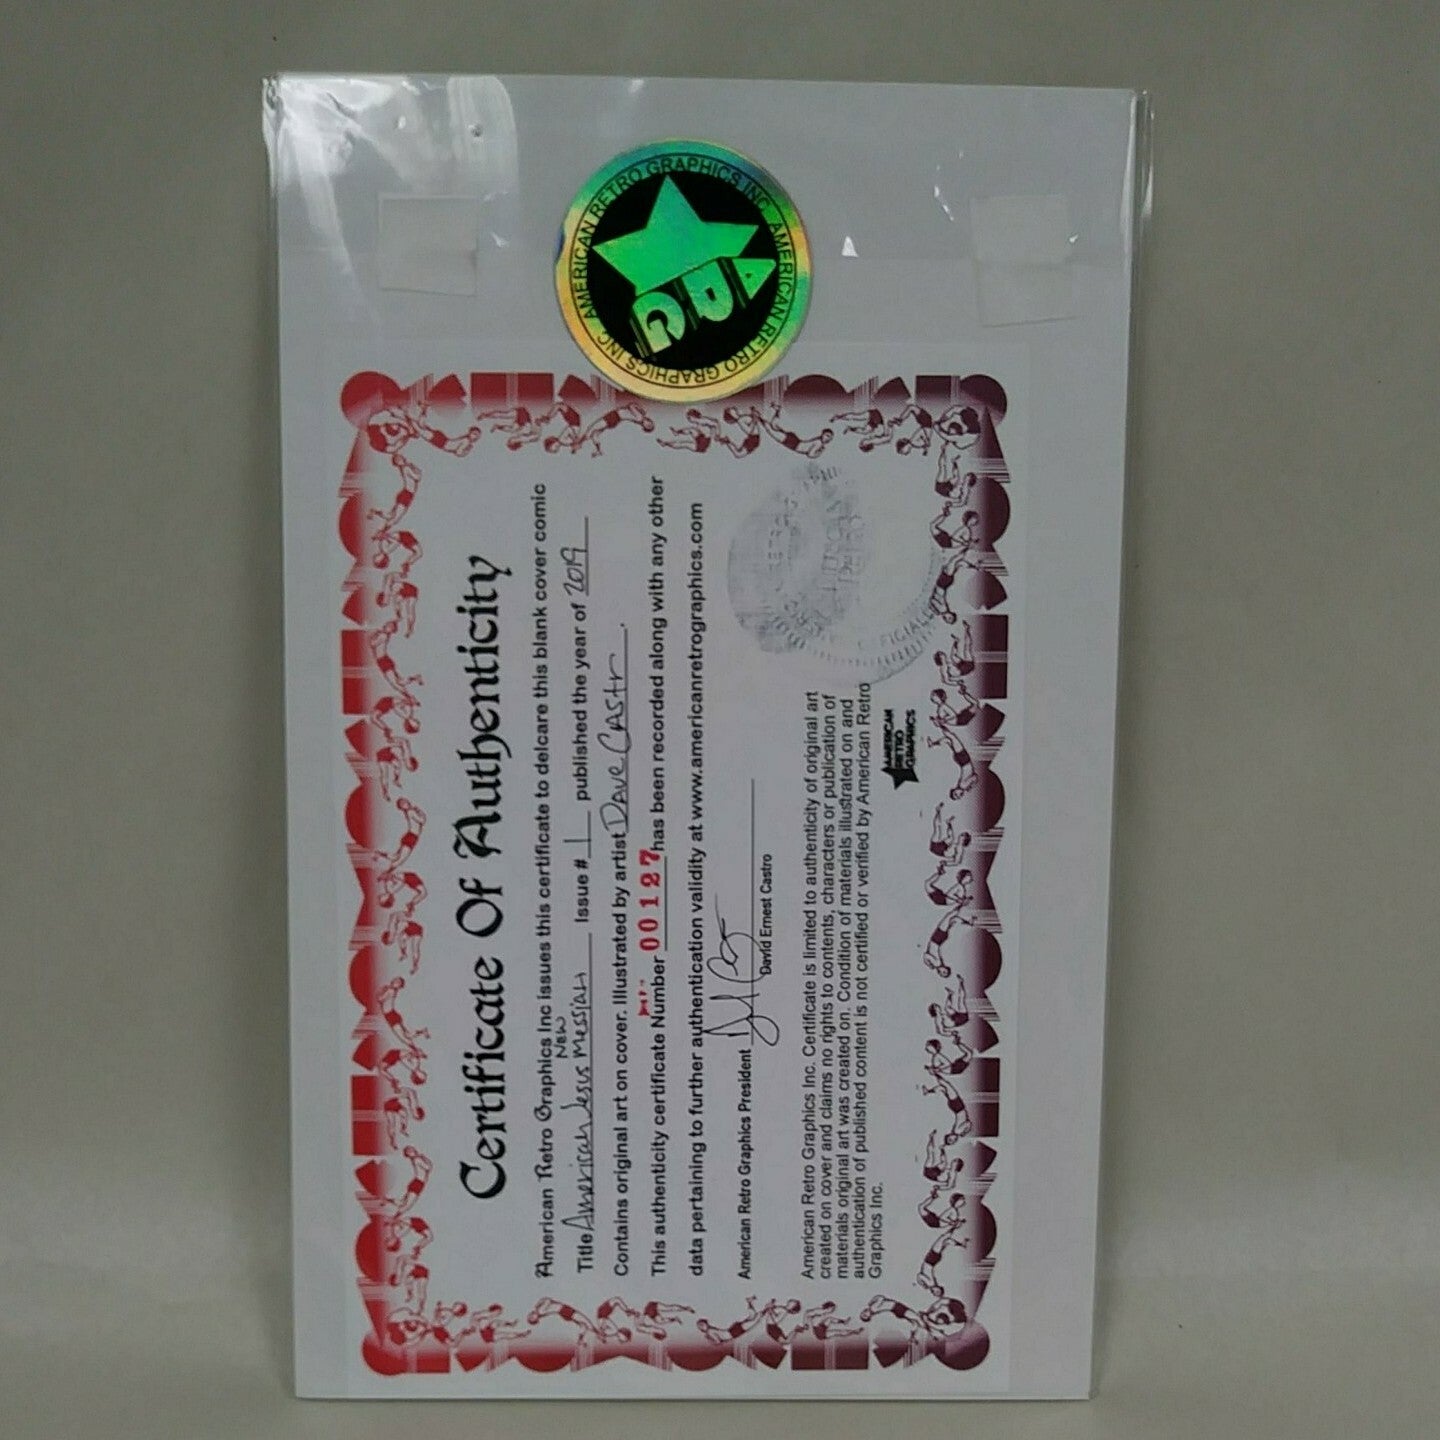 AMERICAN RETRO GRAPHICS INC. AMERICAN RETRO GRAPHICS INC.
ARG
Certificate Of Authenticity
American Retro Graphics Inc issues this certificate to delcare this blank cover comic
New
Title American Jesus Messiah Issue # 1 published the year of 2019
Contains original art on cover. Illustrated by artist Dave Castr.
This authenticity certificate Number 00127 has been recorded along with any other
data pertaining to further authentication validity at www.americanretrographics.com
American Retro Graphics President
David Ernest Castro
American Retro Graphics Inc. Certificate is limited to authenticity of original art
created on cover and claims no rights to contents, characters or publication of
materials original art was created on. Condition of materials illustrated on and
authentication of published content is not certified or verified by American Retro
Graphics Inc.
AMERICAN
RETRO
GRAPHICS